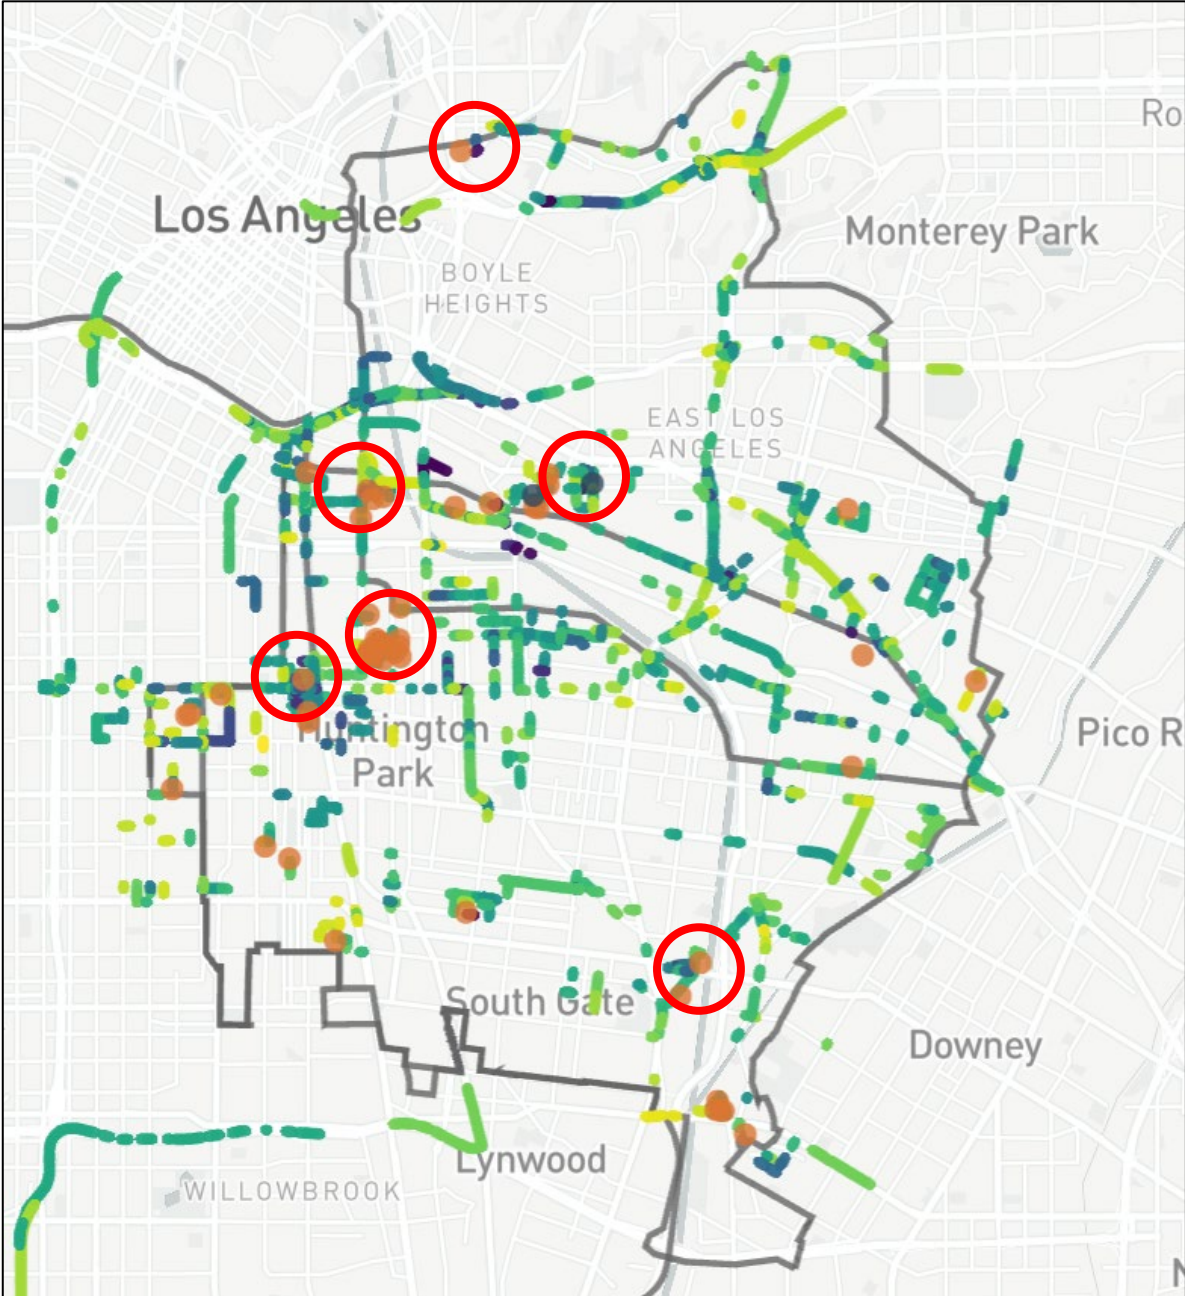 Ro
Los Angeles
Monterey Park
BOYLE
HEIGHTS
EAST LOS
ANGELES
Huntington
Park
Pico R
South Gate
Downey
Lynwood
WILLOWBROOK
N